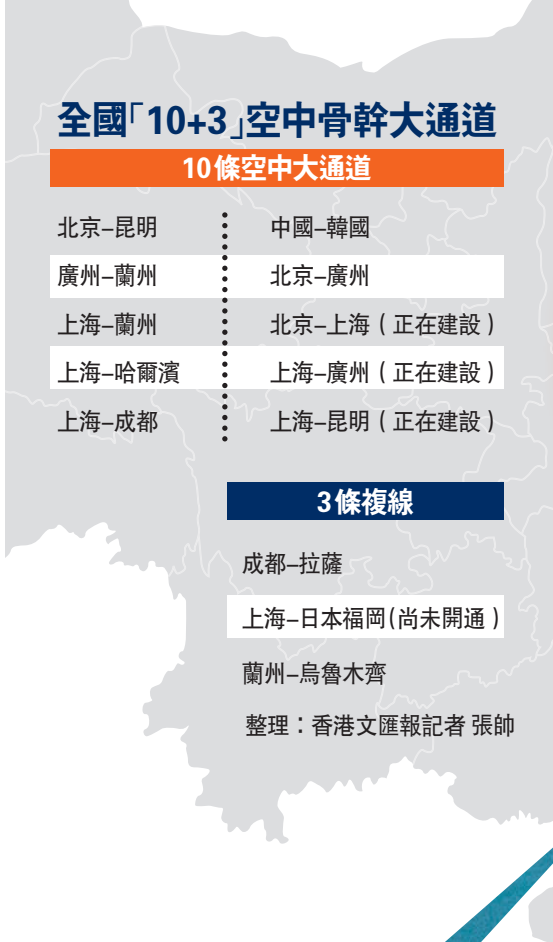 全國「10+3」空中骨幹大通道
10條空中大通道
北京–昆明
廣州–蘭州
上海–蘭州
上海–哈爾濱
上海–成都
中國–韓國
北京–廣州
北京–上海（正在建設）
上海–廣州（正在建設）
上海–昆明（正在建設）
3條複線
成都–拉薩
上海–日本福岡(尚未開通)
蘭州–烏魯木齊
整理：香港文匯報記者 張帥